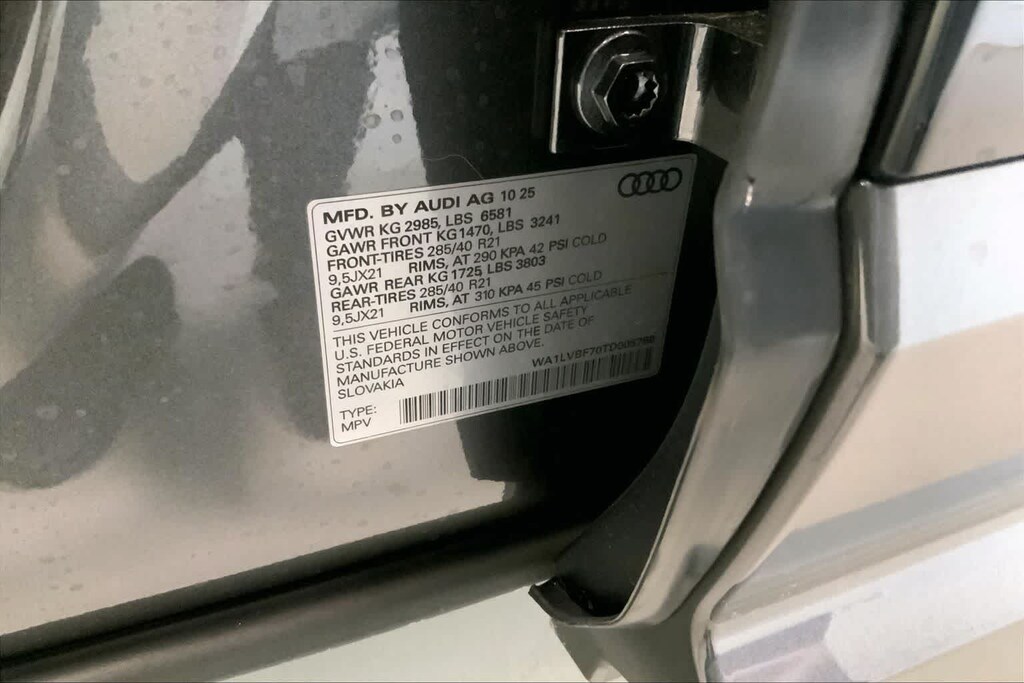 MFD. BY AUDI AG 10 25
GVWR KG 2985, LBS 6581
GAWR FRONT KG 1470, LBS 3241
FRONT-TIRES 285/40 R21
9,5JX21 RIMS, AT 290 KPA 42 PSI COLD
GAWR REAR KG 1725 LBS 3803
REAR-TIRES 285/40 R21
9,5JX21 RIMS, AT 310 KPA 45 PSI COLD
THIS VEHICLE CONFORMS TO ALL APPLICABLE
U.S. FEDERAL MOTOR VEHICLE SAFETY
STANDARDS IN EFFECT ON THE DATE OF
MANUFACTURE SHOWN ABOVE.
SLOVAKIA
TYPE:
MPV